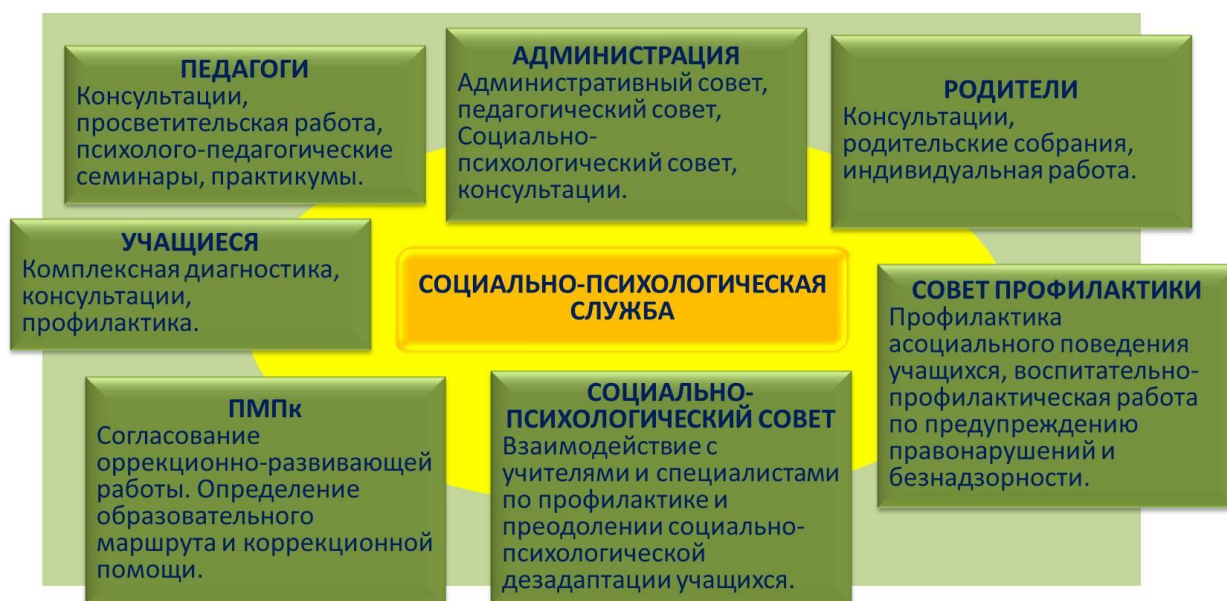 ПЕДАГОГИ
Консультации,
просветительская работа,
психолого-педагогические
семинары, практикумы.
АДМИНИСТРАЦИЯ
Административный совет,
педагогический совет,
Социально-
психологический совет,
консультации.
РОДИТЕЛИ
Консультации,
родительские собрания,
индивидуальная работа.
УЧАЩИЕСЯ
Комплексная диагностика,
консультации,
профилактика.
СОЦИАЛЬНО-ПСИХОЛОГИЧЕСКАЯ
СЛУЖБА
СОВЕТ ПРОФИЛАКТИКИ
Профилактика
асоциального поведения
учащихся, воспитательно-
профилактическая работа
по предупреждению
правонарушений и
безнадзорности.
ПМПк
Согласование
оррекционно-развивающей
работы. Определение
образовательного
маршрута и коррекционной
помощи.
СОЦИАЛЬНО-
ПСИХОЛОГИЧЕСКИЙ СОВЕТ
Взаимодействие с
учителями и специалистами
по профилактике и
преодолении социально-
психологической
дезадаптации учащихся.